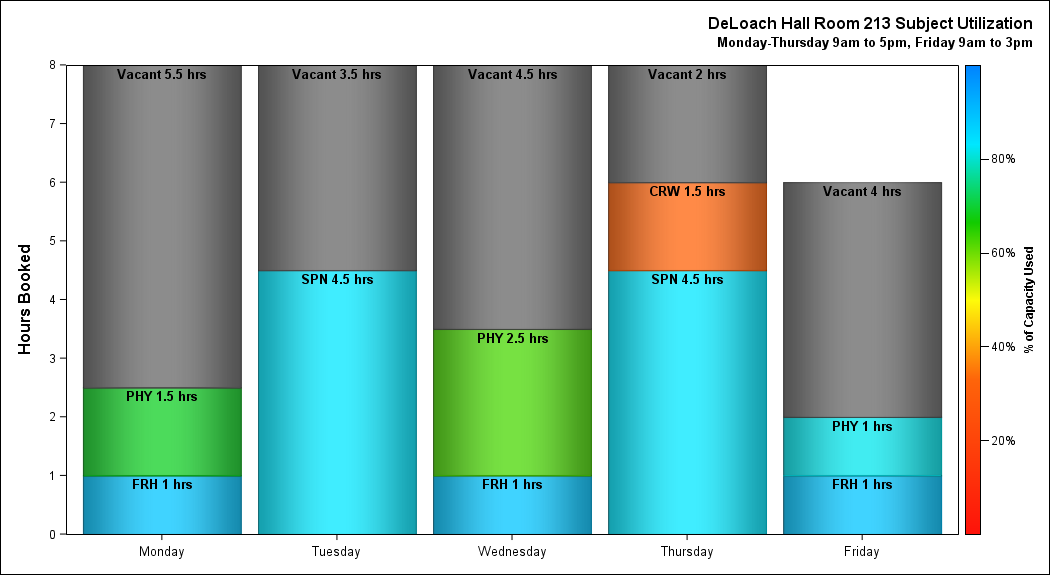 DeLoach Hall Room 213 Subject Utilization
Monday-Thursday 9am to 5pm, Friday 9am to 3pm
Hours Booked
8
7
6
5
4
3
2
1
0
Vacant 5.5 hrs
PHY 1.5 hrs
FRH 1 hrs
Vacant 3.5 hrs
SPN 4.5 hrs
Vacant 4.5 hrs
PHY 2.5 hrs
FRH 1 hrs
Vacant 2 hrs
CRW 1.5 hrs
SPN 4.5 hrs
Vacant 4 hrs
PHY 1 hrs
FRH 1 hrs
Monday
Tuesday
Wednesday
Thursday
Friday
80%
60%
40%
20%
% of Capacity Used